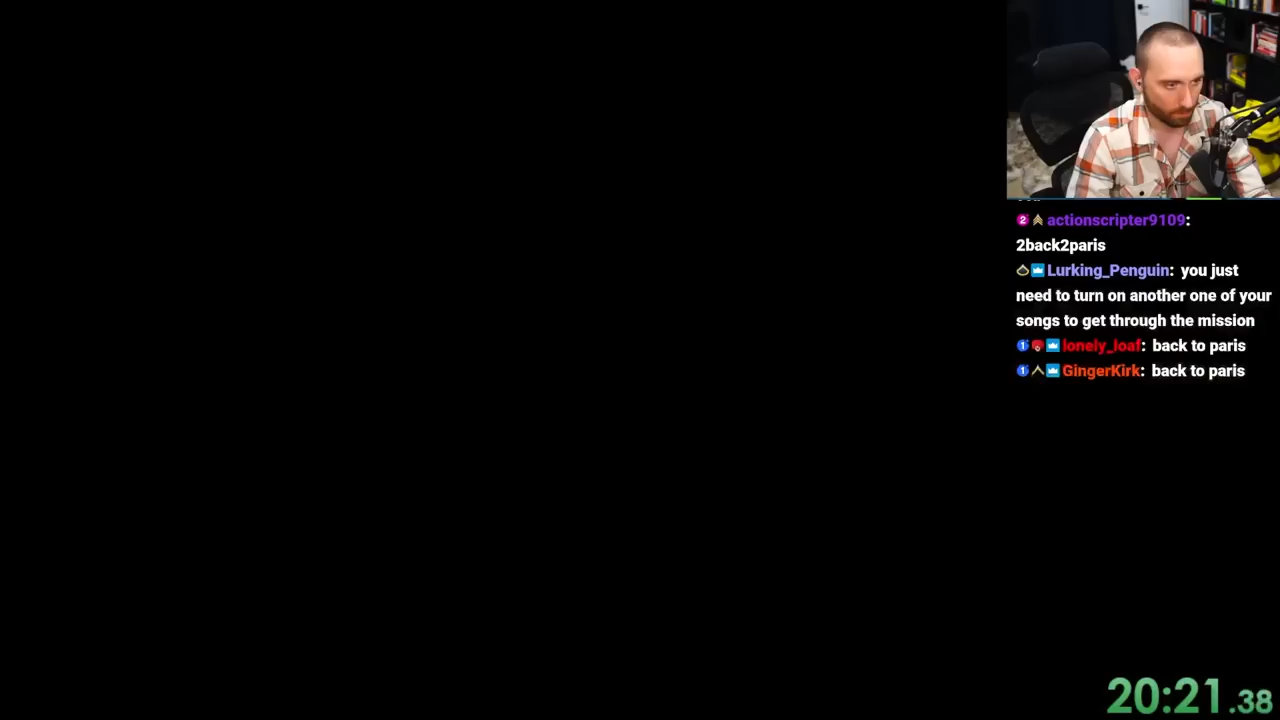 actionscripter9109:
2back2paris
Lurking_Penguin: you just
need to turn on another one of your
songs to get through the mission
lonely_loaf: back to paris
GingerKirk: back to paris
20:21.38